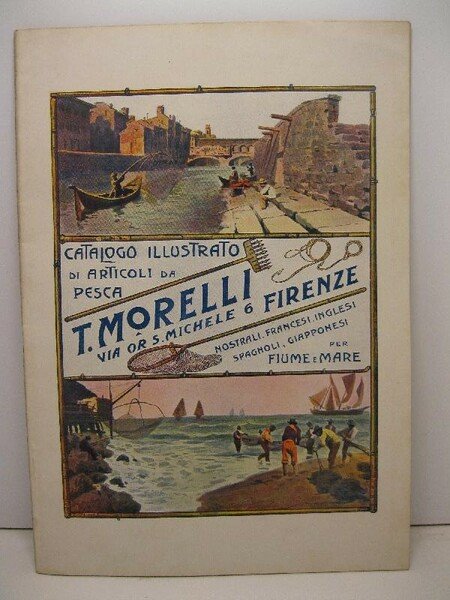 CATALOGO ILLUSTRATO
DI ARTICOLI DA
PESCA
T. MORELLI
VIA OR S. MICHELE 6 FIRENZE
NOSTRALI, FRANCESI, INGLESI
SPAGNOLI, GIAPPONESI
PER
FIUME E MARE